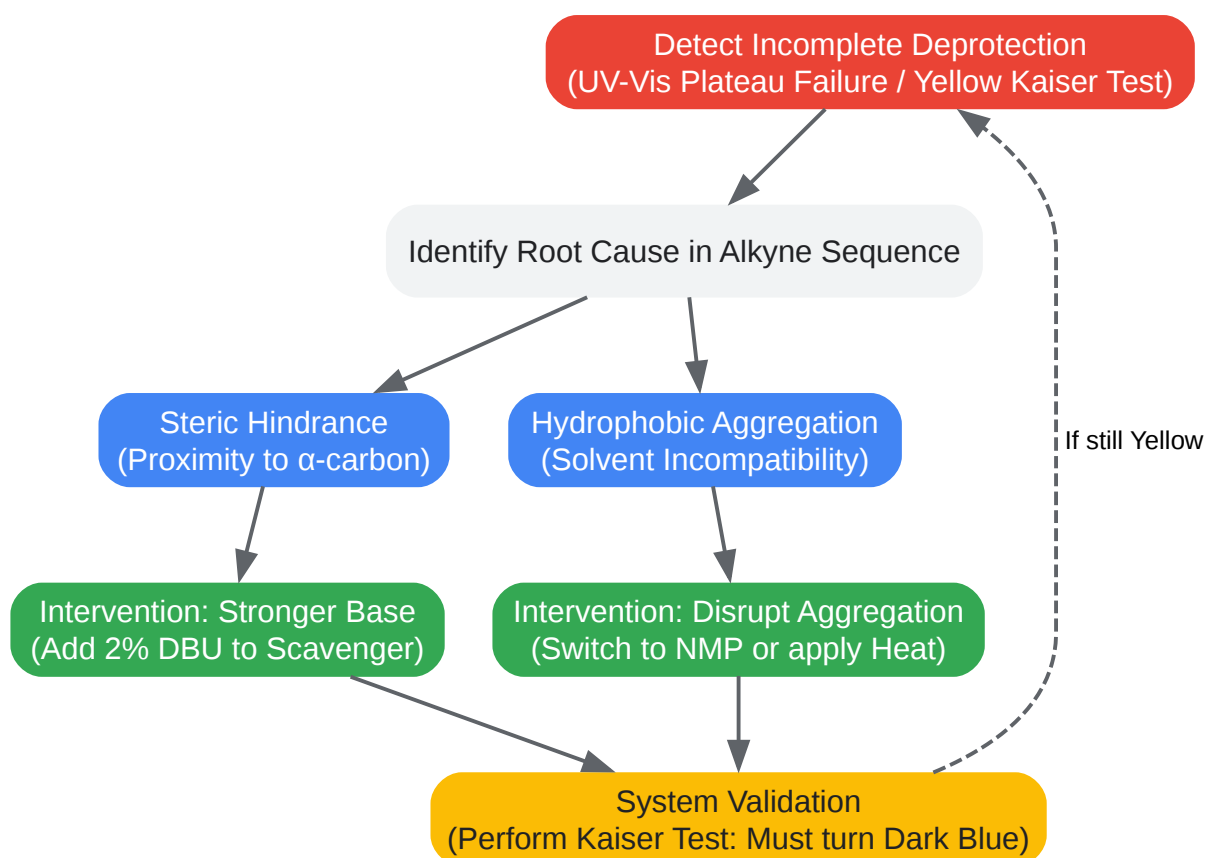 Detect Incomplete Deprotection
(UV-Vis Plateau Failure / Yellow Kaiser Test)
Identify Root Cause in Alkyne Sequence
Steric Hindrance
(Proximity to α-carbon)
Hydrophobic Aggregation
(Solvent Incompatibility)
If still Yellow
Intervention: Stronger Base
(Add 2% DBU to Scavenger)
Intervention: Disrupt Aggregation
(Switch to NMP or apply Heat)
System Validation
(Perform Kaiser Test: Must turn Dark Blue)